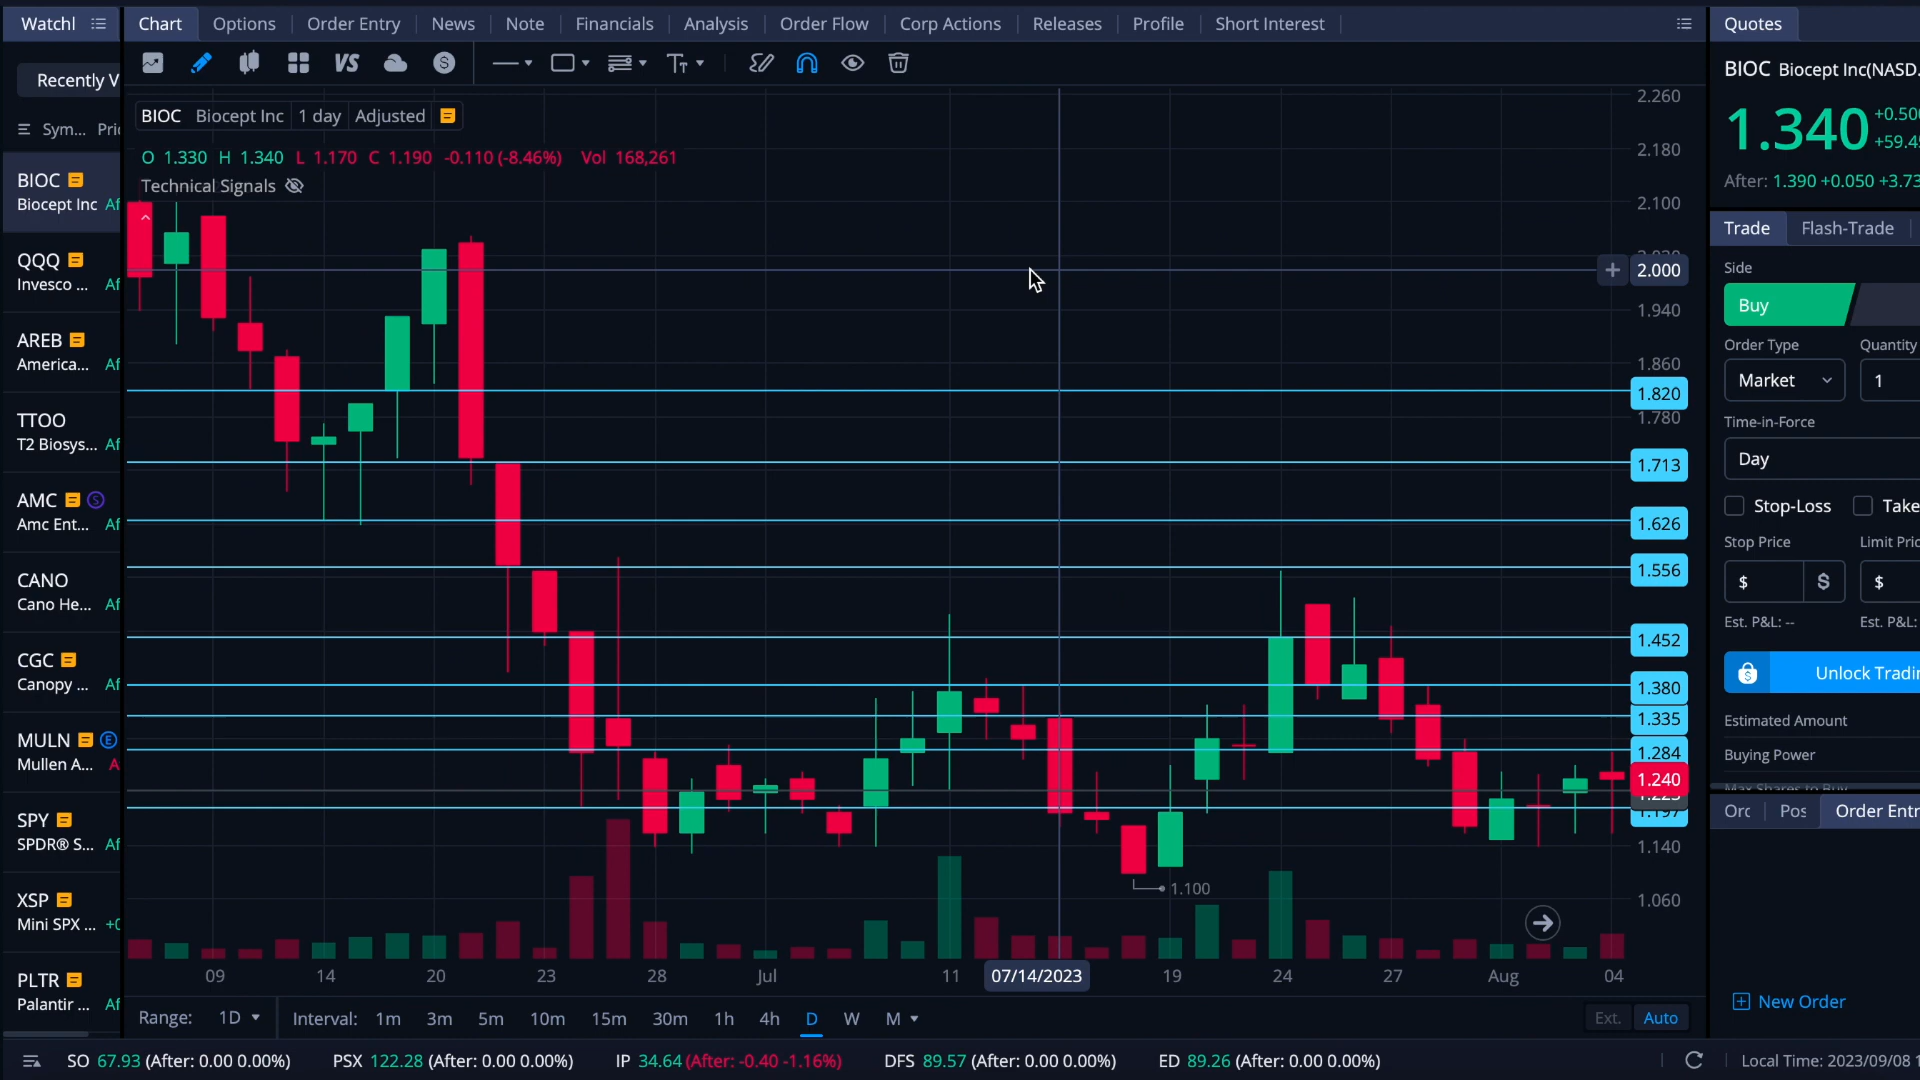 Watchl
Chart Options Order Entry News Note Financials Analysis Order Flow Corp Actions Releases Profile Short Interest
Quotes
Recently V
Sym... Pric
BIOC
Biocept Inc Af
QQQ
Invesco ... Af
AREB
America... Af
TTOO
T2 Biosys... Af
AMC
Amc Ent... Af
CANO
Cano He... Af
CGC
Canopy ... Af
MULN E
Mullen A... A
SPY
SPDR® S... Af
XSP
Mini SPX ... +0
PLTR
Palantir ... Af
VS
BIOC Biocept Inc 1 day Adjusted
O 1.330 H 1.340 L 1.170 C 1.190 -0.110 (-8.46%) Vol 168,261
Technical Signals
2.260
2.180
2.100
2.000
1.940
1.860
1.820
1.780
1.713
1.626
1.556
1.452
1.380
1.335
1.284
1.240
1.197
1.140
1.060
1.100
09 14 20 23 28 Jul 11 07/14/2023 19 24 27 Aug 04
Range: 1D Interval: 1m 3m 5m 10m 15m 30m 1h 4h D W M Ext. Auto
BIOC Biocept Inc(NASD.
1.340 +0.500
+59.45
After: 1.390 +0.050 +3.73
Trade Flash-Trade
Side
Buy
Order Type Quantity
Market 1
Time-in-Force
Day
Stop-Loss Take
Stop Price Limit Pric
$ $ $
Est. P&L: -- Est. P&L:
Unlock Tradin
Estimated Amount
Buying Power
Max Shares to Buy
Orc Pos Order Entr
New Order
SO 67.93 (After: 0.00 0.00%) PSX 122.28 (After: 0.00 0.00%) IP 34.64 (After: -0.40 -1.16%) DFS 89.57 (After: 0.00 0.00%) ED 89.26 (After: 0.00 0.00%)
Local Time: 2023/09/08 1